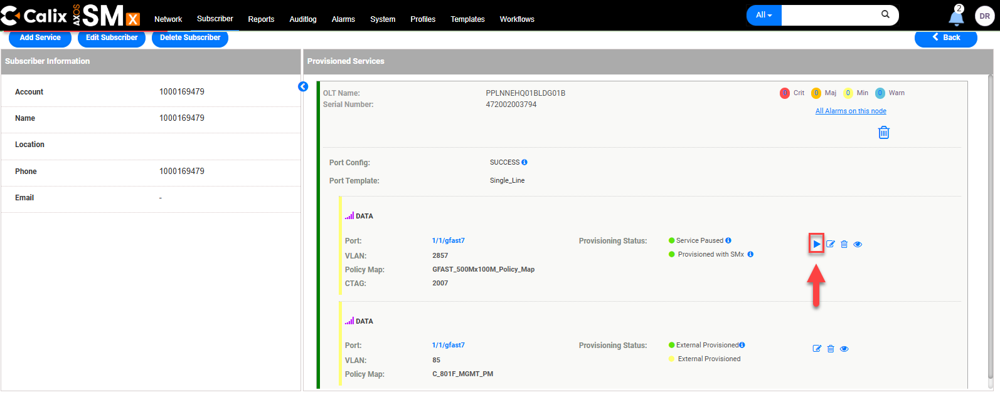 Calix AXOS SMx
Network Subscriber Reports Auditlog Alarms System Profiles Templates Workflows
All
2
DR
Add Service Edit Subscriber Delete Subscriber Back
Subscriber Information
Account 1000169479
Name 1000169479
Location
Phone 1000169479
Email -
Provisioned Services
OLT Name: PPLNNEHQ01BLDG01B
0 Crit 0 Maj 0 Min 0 Warn
Serial Number: 472002003794
All Alarms on this node
Port Config: SUCCESS
Port Template: Single_Line
DATA
Port: 1/1/gfast7 Provisioning Status: Service Paused
VLAN: 2857 Provisioned with SMx
Policy Map: GFAST_500Mx100M_Policy_Map
CTAG: 2007
DATA
Port: 1/1/gfast7 Provisioning Status: External Provisioned
VLAN: 85 External Provisioned
Policy Map: C_801F_MGMT_PM